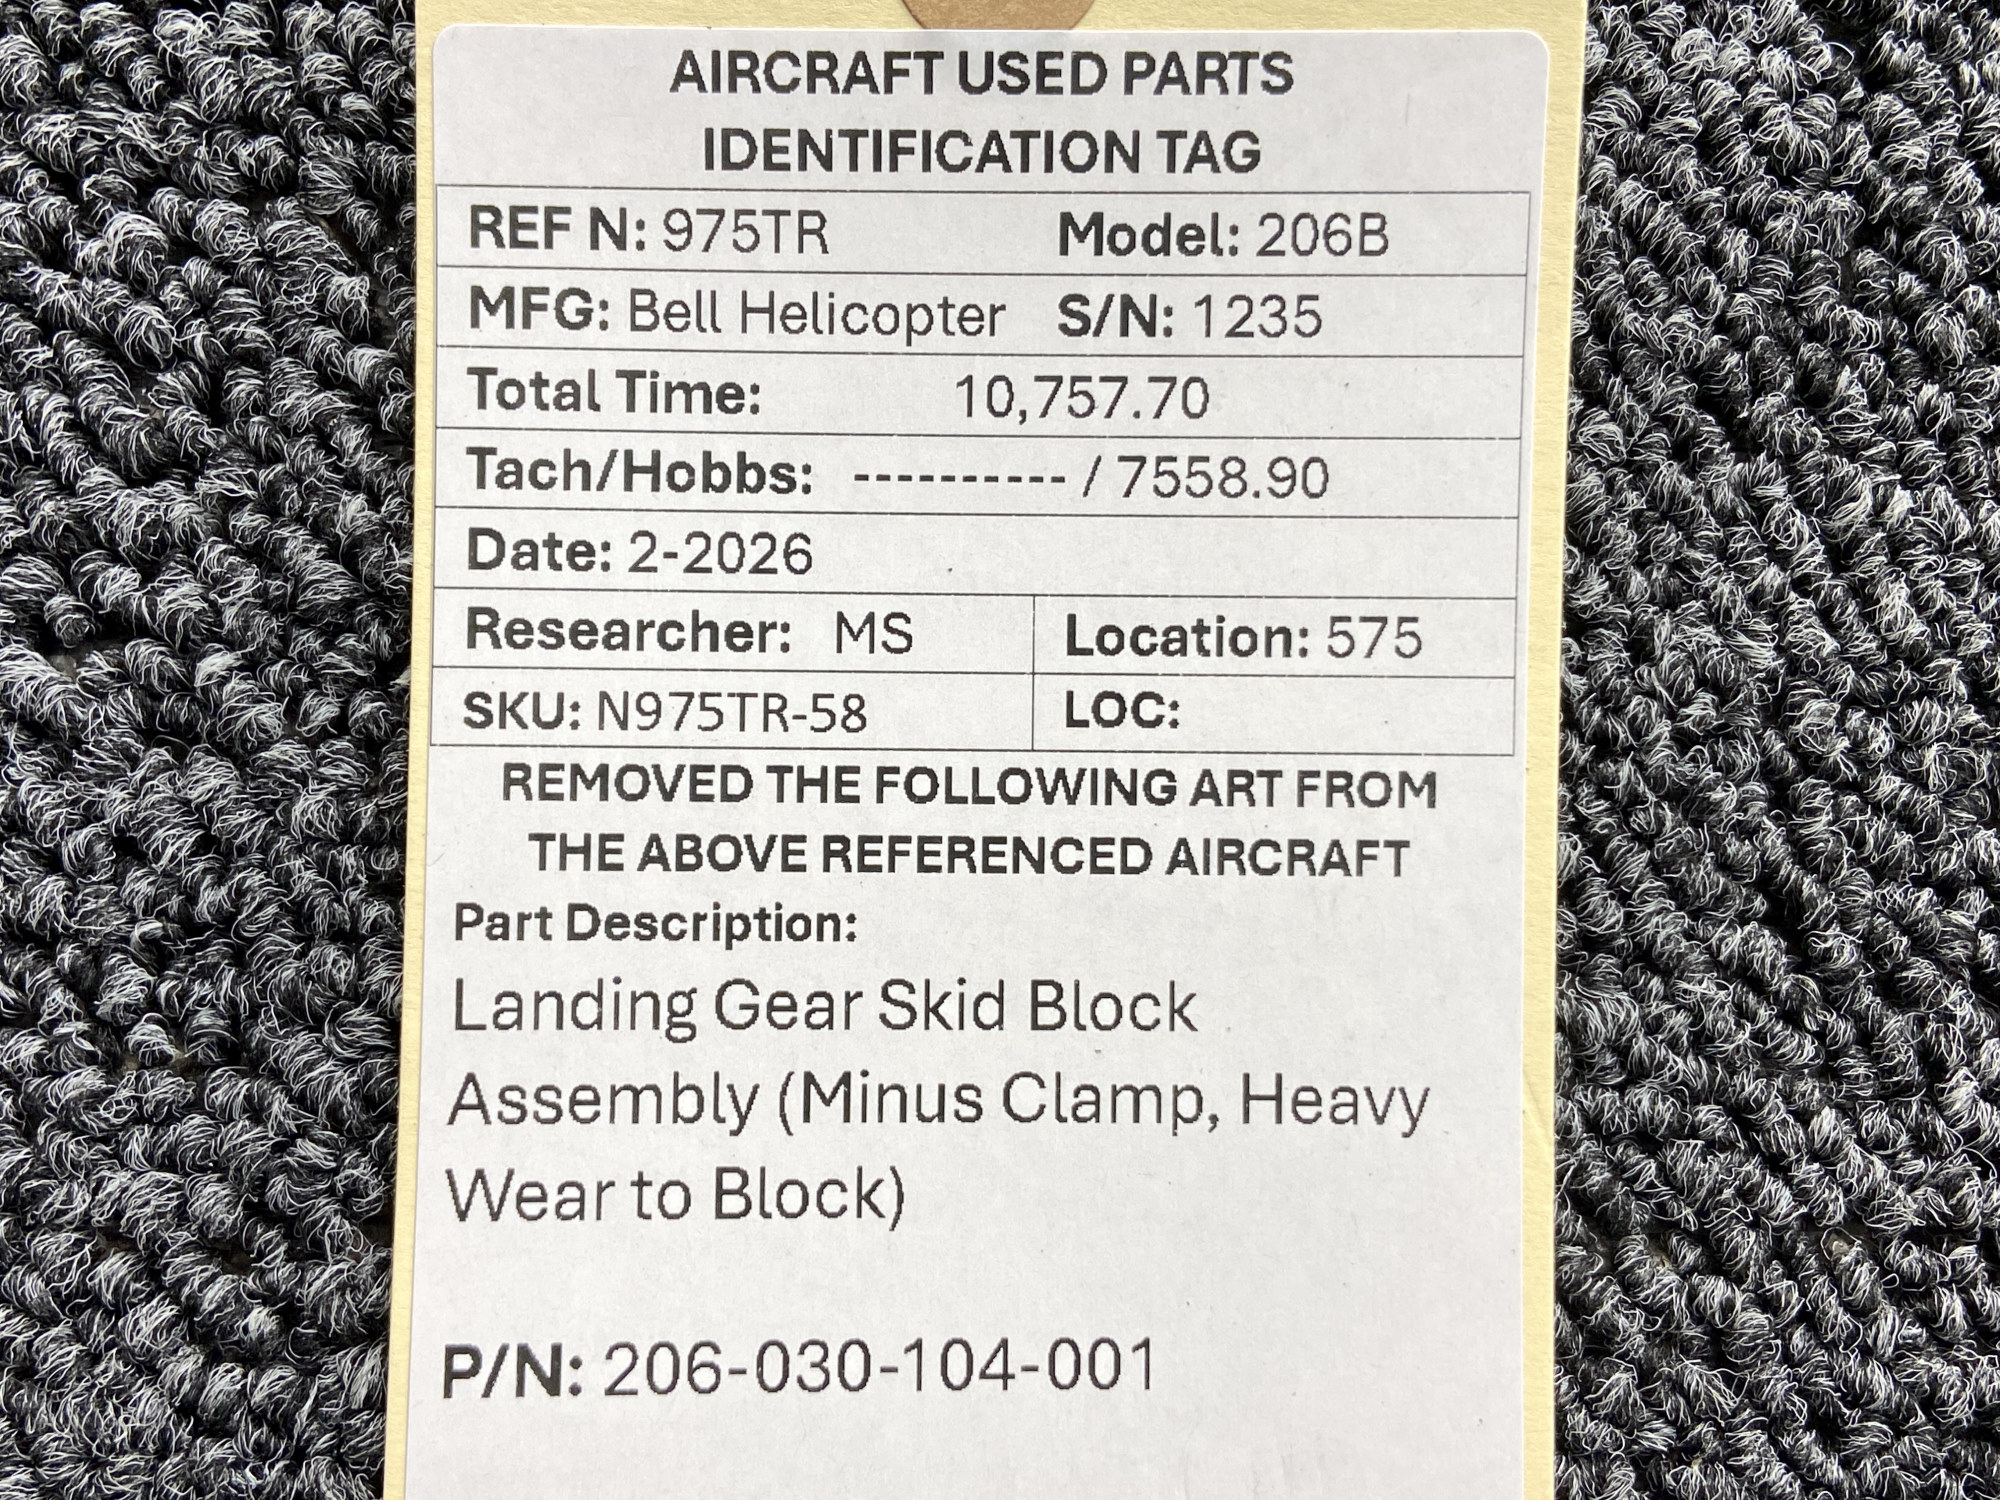 AIRCRAFT USED PARTS
IDENTIFICATION TAG
REF N: 975TR Model: 206B
MFG: Bell Helicopter S/N: 1235
Total Time: 10,757.70
Tach/Hobbs: ---------- / 7558.90
Date: 2-2026
Researcher: MS Location: 575
SKU: N975TR-58 LOC:
REMOVED THE FOLLOWING ART FROM
THE ABOVE REFERENCED AIRCRAFT
Part Description:
Landing Gear Skid Block
Assembly (Minus Clamp, Heavy
Wear to Block)
P/N: 206-030-104-001